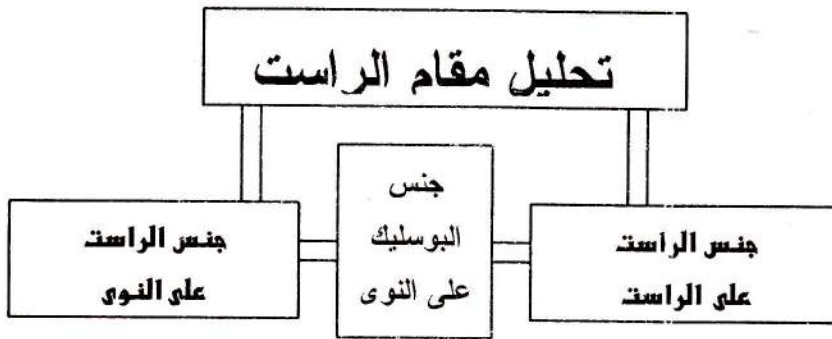 تحليل مقام الراست
جنس الراست
على الراست
جنس
البوسليك
على النوى
جنس الراست
على النوى